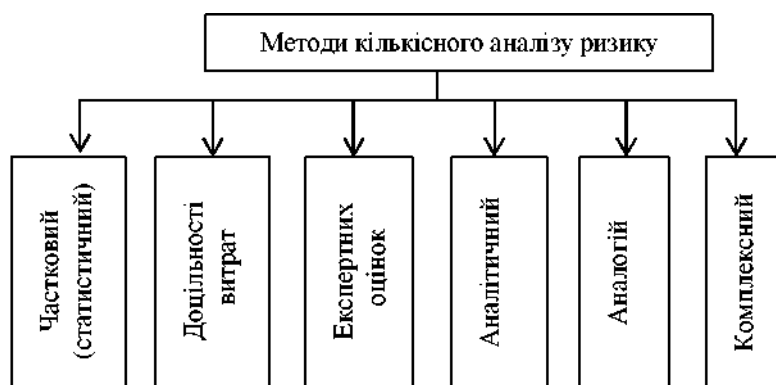 Методи кількісного аналізу ризику
Частковий
(статистичний)
Доцільності
витрат
Експертних
оцінок
Аналітичний
Аналогій
Комплексний